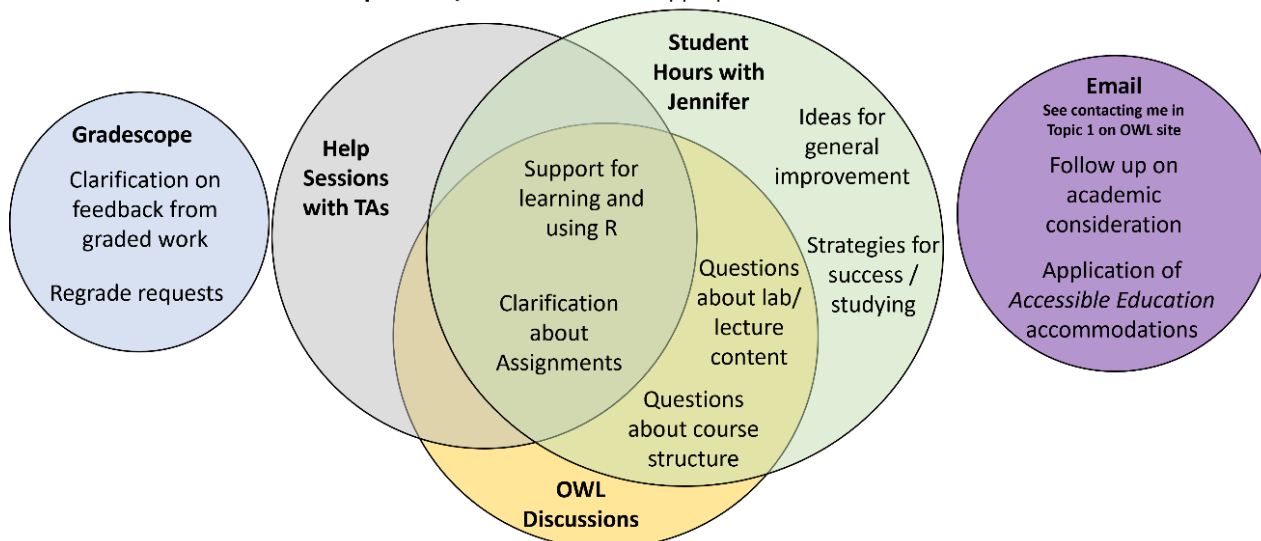 Gradescope
Clarification on
feedback from
graded work
Regrade requests
Help
Sessions
with TAs
Student
Hours with
Jennifer
Ideas for
general
improvement
Strategies for
success /
studying
Support for
learning and
using R
Clarification
about
Assignments
Questions
about lab/
lecture
content
Questions
about course
structure
OWL
Discussions
Email
See contacting me in
Topic 1 on OWL site
Follow up on
academic
consideration
Application of
Accessible Education
accommodations